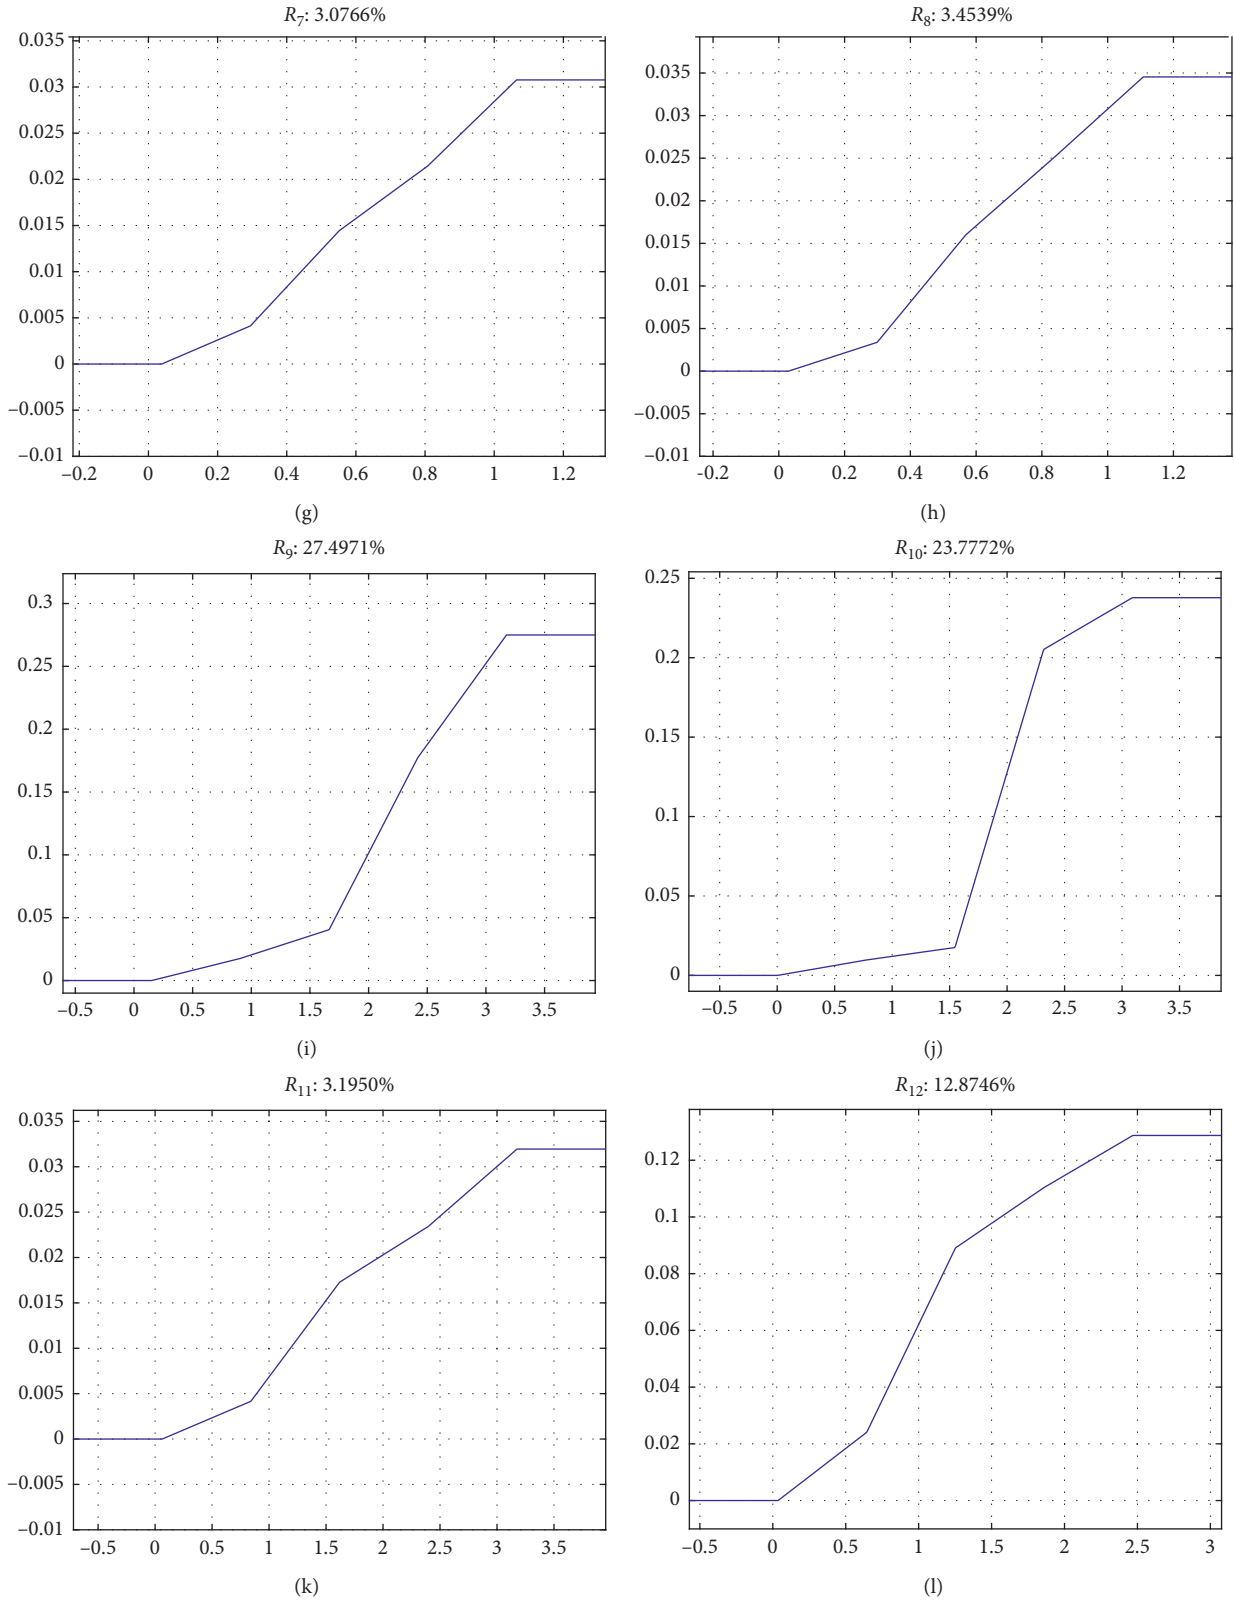 R7: 3.0766%
0.035
0.03
0.025
0.02
0.015
0.01
0.005
0
–0.005
–0.01
–0.2 0 0.2 0.4 0.6 0.8 1 1.2
(g)
R8: 3.4539%
0.035
0.03
0.025
0.02
0.015
0.01
0.005
0
–0.005
–0.01
-0.2 0 0.2 0.4 0.6 0.8 1 1.2
(h)
R9: 27.4971%
0.3
0.25
0.2
0.15
0.1
0.05
0
–0.5 0 0.5 1 1.5 2 2.5 3 3.5
(i)
R10: 23.7772%
0.25
0.2
0.15
0.1
0.05
0
–0.5 0 0.5 1 1.5 2 2.5 3 3.5
(j)
R11: 3.1950%
0.035
0.03
0.025
0.02
0.015
0.01
0.005
0
–0.005
–0.01
–0.5 0 0.5 1 1.5 2 2.5 3 3.5
(k)
R12: 12.8746%
0.12
0.1
0.08
0.06
0.04
0.02
0
–0.5 0 0.5 1 1.5 2 2.5 3
(l)